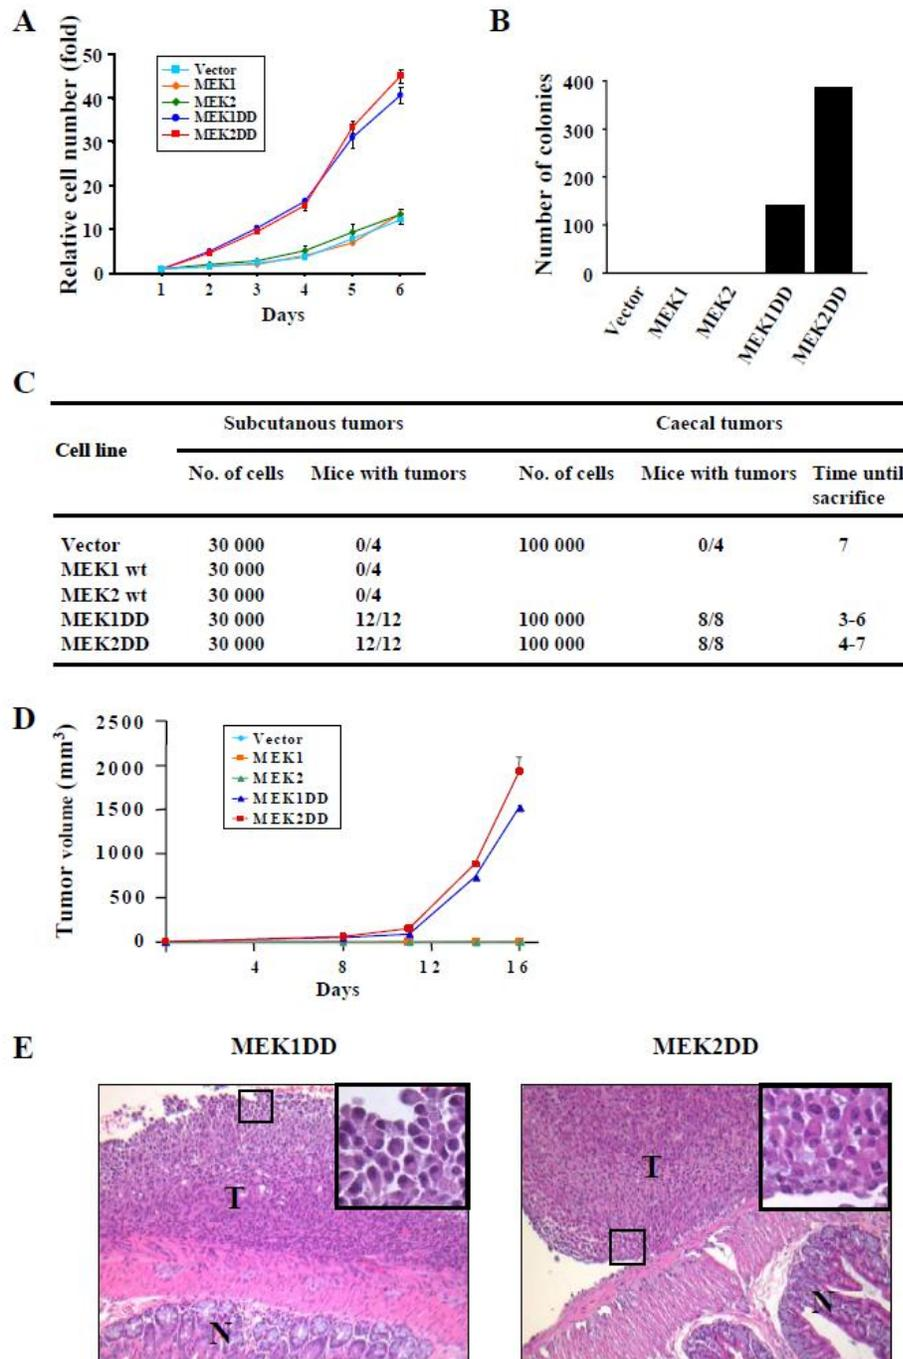 A
Relative cell number (fold)
50
40
30
20
10
0
Vector
MEK1
MEK2
MEK1DD
MEK2DD
1 2 3 4 5 6
Days
B
Number of colonies
400
300
200
100
0
Vector
MEK1
MEK2
MEK1DD
MEK2DD
C
Subcutanous tumors Caecal tumors
Cell line
No. of cells Mice with tumors No. of cells Mice with tumors Time until
sacrifice
Vector 30 000 0/4 100 000 0/4 7
MEK1 wt 30 000 0/4
MEK2 wt 30 000 0/4
MEK1DD 30 000 12/12 100 000 8/8 3-6
MEK2DD 30 000 12/12 100 000 8/8 4-7
D
Tumor volume (mm³)
2500
2000
1500
1000
500
0
Vector
MEK1
MEK2
MEK1DD
MEK2DD
4 8 12 16
Days
E
MEK1DD MEK2DD
T T
N N